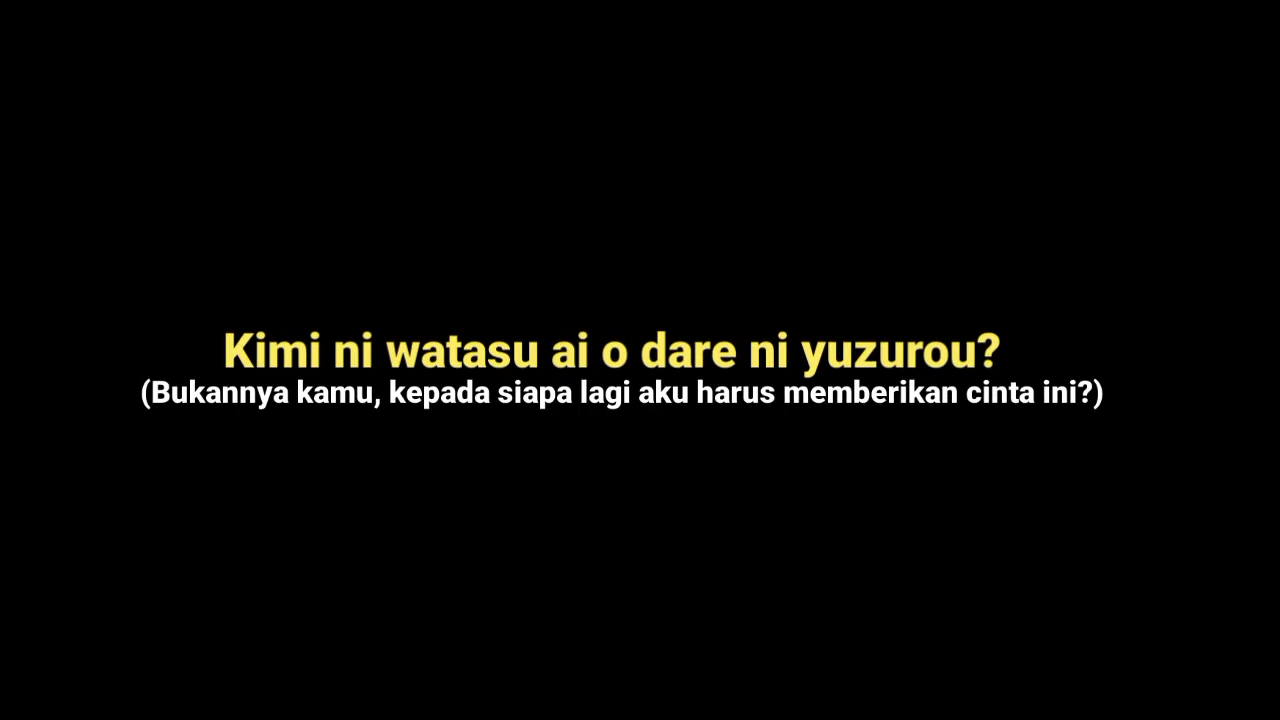 Kimi ni watasu ai o dare ni yuzurou?
(Bukannya kamu, kepada siapa lagi aku harus memberikan cinta ini?)